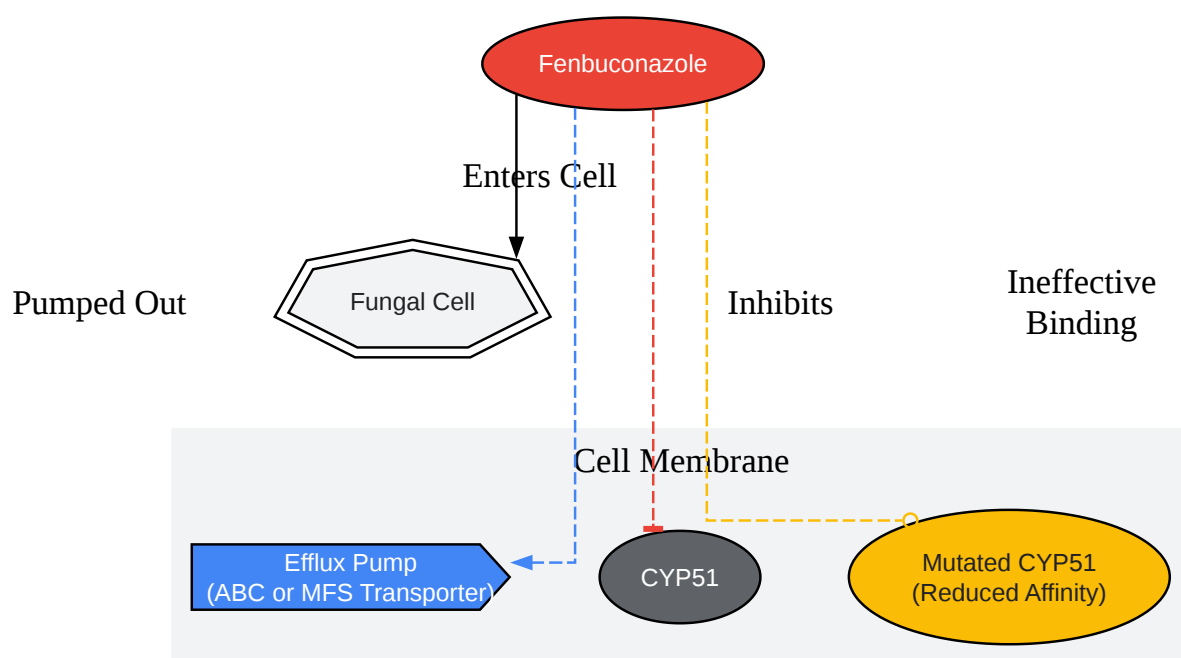 Fenbuconazole
Enters Cell
Pumped Out
Fungal Cell
Inhibits
Ineffective
Binding
Cell Membrane
Efflux Pump
(ABC or MFS Transporter)
CYP51
Mutated CYP51
(Reduced Affinity)